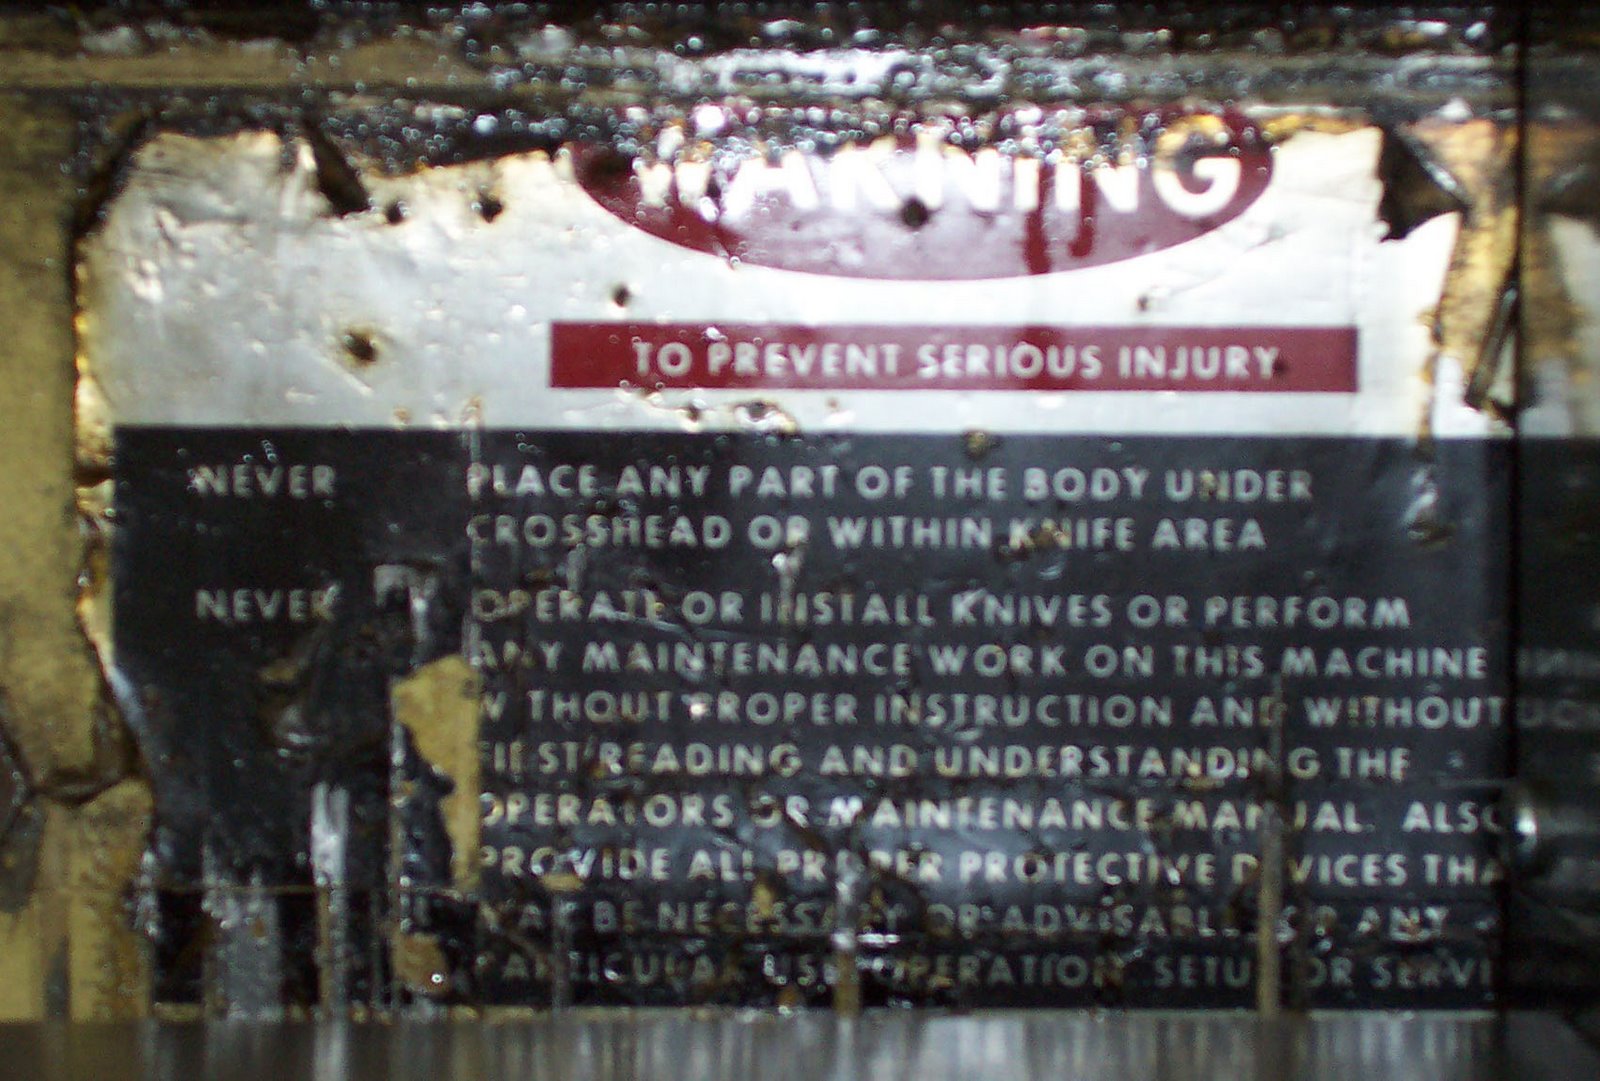 WARNING
TO PREVENT SERIOUS INJURY
NEVER PLACE ANY PART OF THE BODY UNDER
CROSSHEAD OR WITHIN KNIFE AREA
NEVER OPERATE OR INSTALL KNIVES OR PERFORM
ANY MAINTENANCE WORK ON THIS MACHINE
WITHOUT PROPER INSTRUCTION AND WITHOUT
FIRST READING AND UNDERSTANDING THE
OPERATORS OR MAINTENANCE MANUAL. ALSO
PROVIDE ALL PROPER PROTECTIVE DEVICES THA
MAY BE NECESSARY OR ADVISABLE FOR ANY
PARTICULAR USE OPERATION SETU OR SERVI